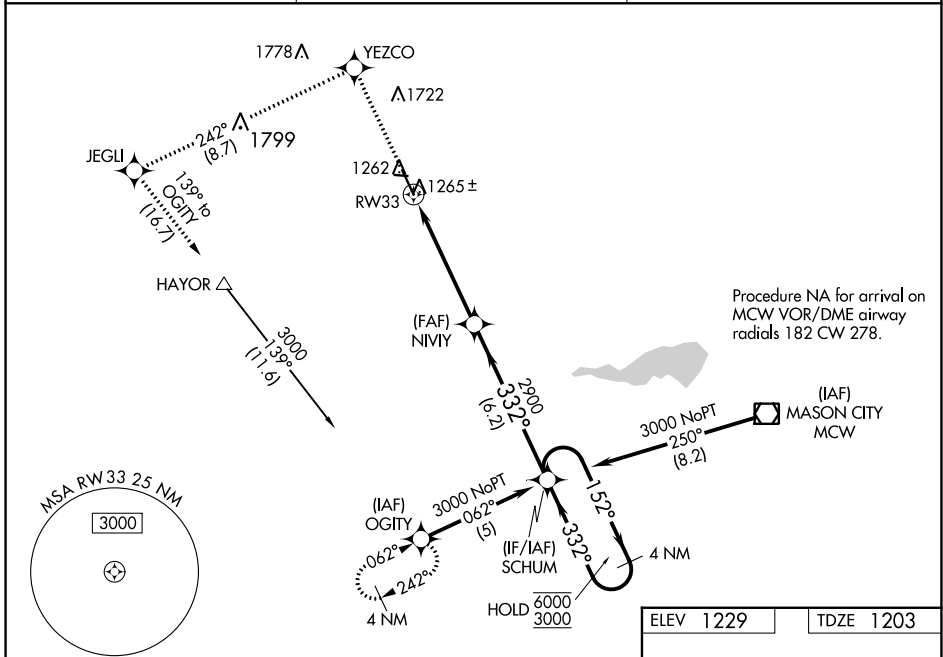 1778
YEZCO
1722
242°
(8.7)
1799
JEGLI
139° to
OGITY
(16.7)
1262
1265 ±
RW33
HAYOR
3000
139°
(11.6)
(FAF)
NIVIY
Procedure NA for arrival on
MCW VOR/DME airway
radials 182 CW 278.
2900
332°
(6.2)
(IAF)
MASON CITY
MCW
3000 NoPT
250°
(8.2)
MSA RW 33 25 NM
3000
(IAF)
OGITY
3000 NoPT
062°
(5)
062°
242°
4 NM
(IF/IAF)
SCHUM
152°
332°
4 NM
HOLD 6000
3000
ELEV 1229
TDZE 1203